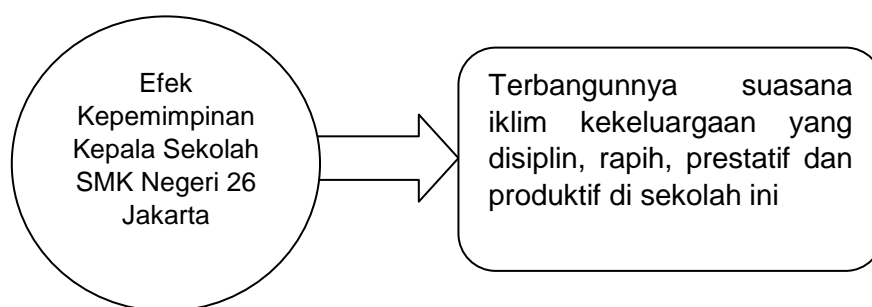 Efek
Kepemimpinan
Kepala Sekolah
SMK Negeri 26
Jakarta
Terbangunnya suasana
iklim kekeluargaan yang
disiplin, rapih, prestatif dan
produktif di sekolah ini